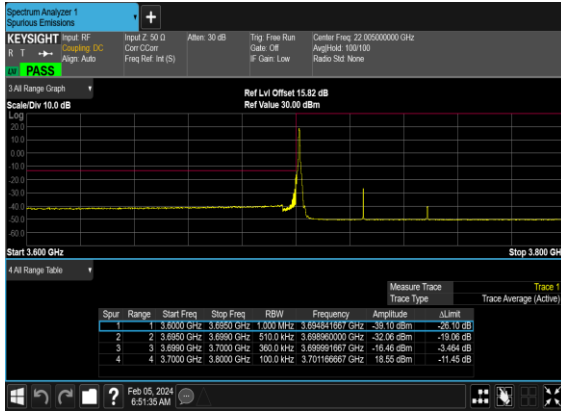 Spectrum Analyzer 1
Spurious Emissions
KEYSIGHT Input: RF Input Z: 50 Ω Atten: 30 dB Trig: Free Run Center Freq: 22.005000000 GHz
R T Coupling: DC Corr CCorr Gate: Off Avg|Hold: 100/100
Align: Auto Freq Ref: Int (S) IF Gain: Low Radio Std: None
PASS
3 All Range Graph Ref Lvl Offset 15.82 dB
Scale/Div 10.0 dB Ref Value 30.00 dBm
Log
20.0
10.0
0.00
-10.0
-20.0
-30.0
-40.0
-50.0
-60.0
Start 3.600 GHz Stop 3.800 GH
4 All Range Table
Measure Trace Trace 1
Trace Type Trace Average (Active)
Spur Range Start Freq Stop Freq RBW Frequency Amplitude ΔLimit
1 1 3.6000 GHz 3.6950 GHz 1.000 MHz 3.694841667 GHz -39.10 dBm -26.10 dB
2 2 3.6950 GHz 3.6990 GHz 510.0 kHz 3.698960000 GHz -32.06 dBm -19.06 dB
3 3 3.6990 GHz 3.7000 GHz 360.0 kHz 3.699991667 GHz -16.46 dBm -3.464 dB
4 4 3.7000 GHz 3.8000 GHz 100.0 kHz 3.701166667 GHz 18.55 dBm -11.45 dB
Feb 05, 2024
6:51:35 AM